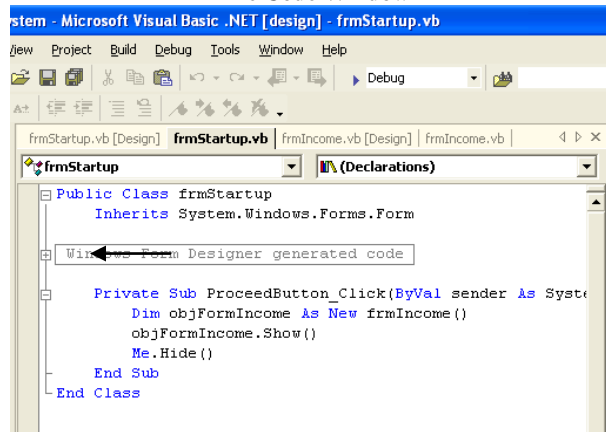 ystem - Microsoft Visual Basic .NET [design] - frmStartup.vb
View Project Build Debug Tools Window Help
Debug
frmStartup.vb [Design] frmStartup.vb frmIncome.vb [Design] frmIncome.vb
frmStartup (Declarations)
Public Class frmStartup
Inherits System.Windows.Forms.Form
Windows Form Designer generated code
Private Sub ProceedButton_Click(ByVal sender As Syste
Dim objFormIncome As New frmIncome()
objFormIncome.Show()
Me.Hide()
End Sub
End Class